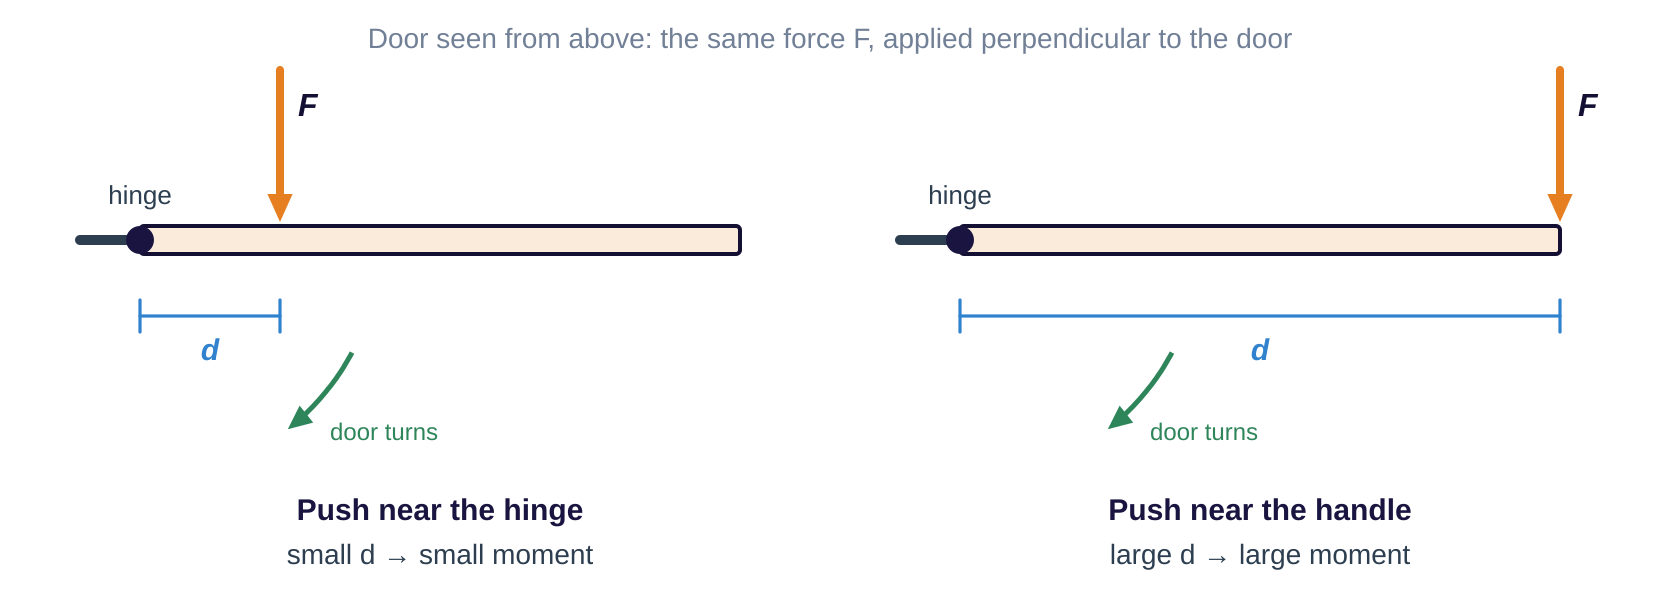 Door seen from above: the same force F, applied perpendicular to the door
F
hinge
d
door turns
Push near the hinge
small d → small moment
F
hinge
d
door turns
Push near the handle
large d → large moment